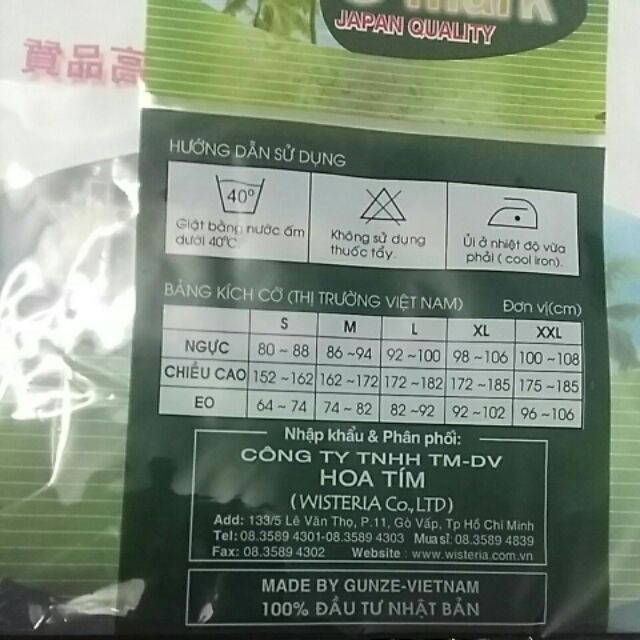 mark
JAPAN QUALITY
高品質
HƯỚNG DẪN SỬ DỤNG
40°
Giặt bằng nước ấm
dưới 40°C.
Không sử dụng
thuốc tẩy.
Ủi ở nhiệt độ vừa
phải ( cool iron).
BẢNG KÍCH CỠ (THỊ TRƯỜNG VIỆT NAM) Đơn vị(cm)
S M L XL XXL
NGỰC 80 ~ 88 86 ~94 92 ~100 98 ~106 100 ~108
CHIỀU CAO 152 ~162 162 ~172 172 ~182 172 ~185 175 ~185
EO 64 ~ 74 74 ~ 82 82 ~92 92 ~102 96 ~106
Nhập khẩu & Phân phối:
CÔNG TY TNHH TM-DV
HOA TÍM
(WISTERIA Co.,LTD)
Add: 133/5 Lê Văn Thọ, P.11, Gò Vấp, Tp Hồ Chí Minh
Tel: 08.3589 4301-08.3589 4303 Mua sỉ: 08.3589 4839
Fax: 08.3589 4302 Website : www.wisteria.com.vn
MADE BY GUNZE-VIETNAM
100% ĐẦU TƯ NHẬT BẢN